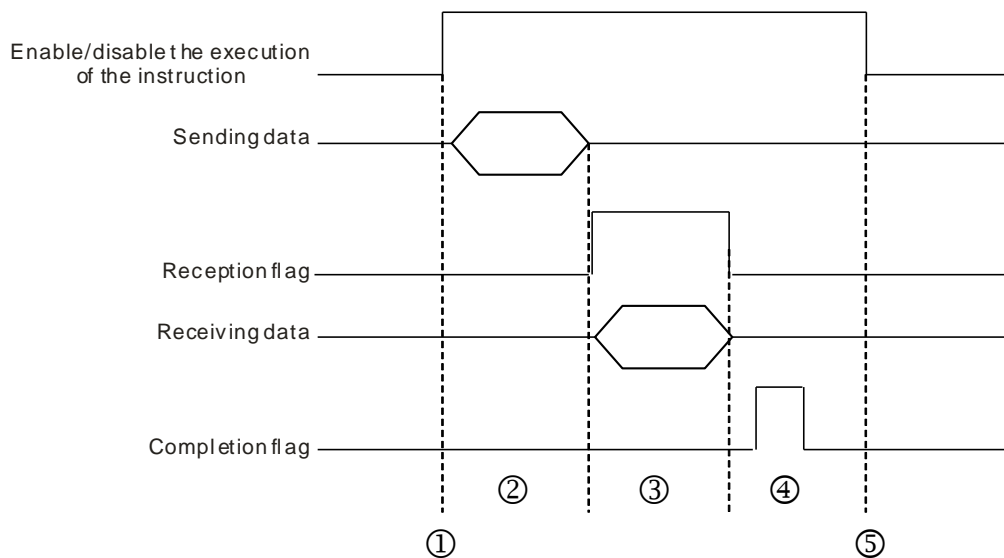 Enable/disable the execution
of the instruction
Sending data
Reception flag
Receiving data
Completion flag
② ③ ④
① ⑤